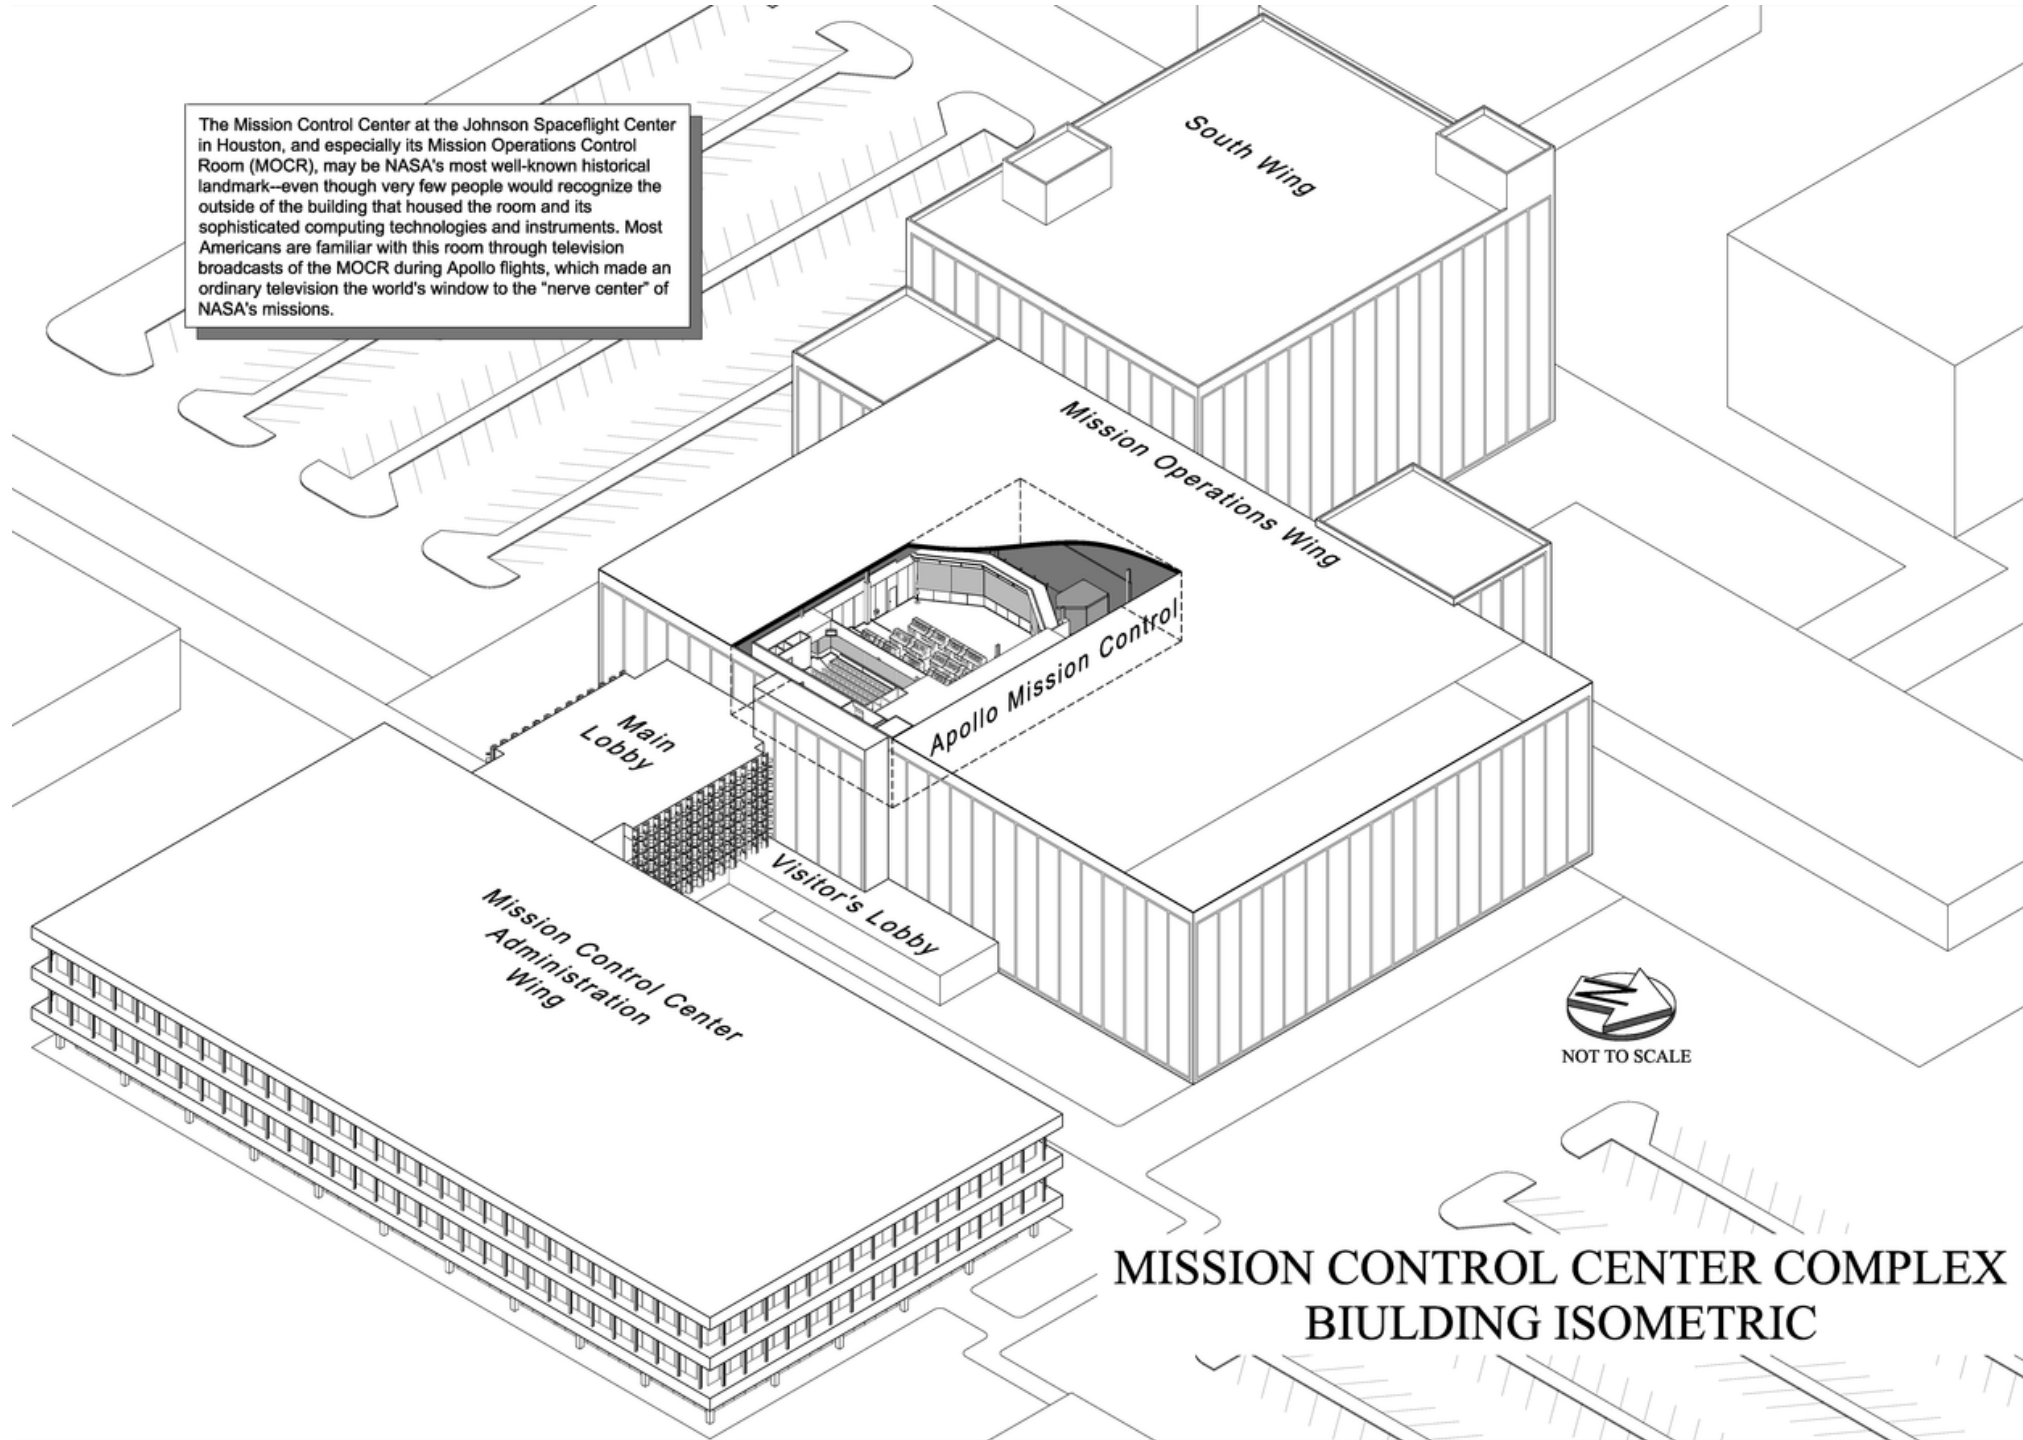 The Mission Control Center at the Johnson Spaceflight Center
in Houston, and especially its Mission Operations Control
Room (MOCR), may be NASA's most well-known historical
landmark--even though very few people would recognize the
outside of the building that housed the room and its
sophisticated computing technologies and instruments. Most
Americans are familiar with this room through television
broadcasts of the MOCR during Apollo flights, which made an
ordinary television the world's window to the “nerve center” of
NASA's missions.
South Wing
Mission Operations Wing
Apollo Mission Control
Main
Lobby
Visitor's Lobby
Mission Control Center
Administration
Wing
N
NOT TO SCALE
MISSION CONTROL CENTER COMPLEX
BIULDING ISOMETRIC